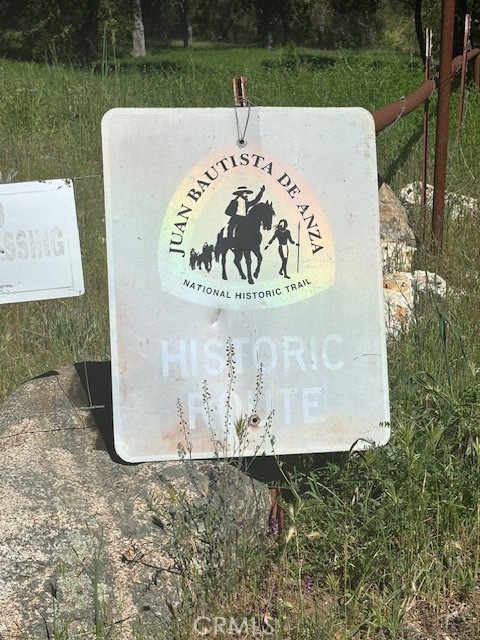 JUAN BAUTISTA DE ANZA
NATIONAL HISTORIC TRAIL
HISTORIC
ROUTE
SSING
CRMLS